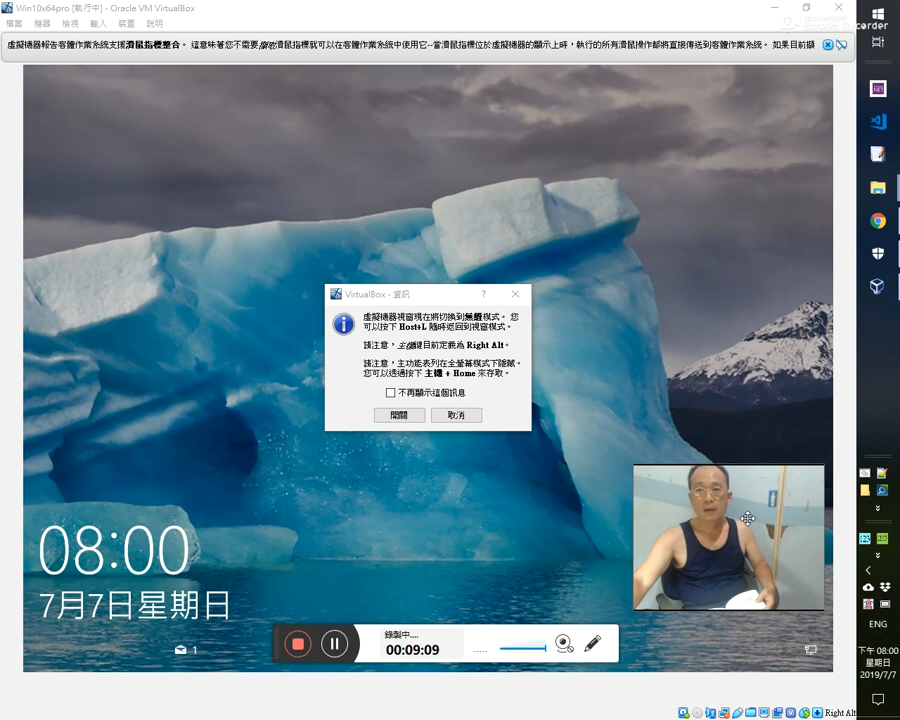 Win10x64pro [執行中] - Oracle VM VirtualBox
檔案 機器 檢視 輸入 裝置 說明
虛擬機器報告客體作業系統支援滑鼠指標整合。 這意味著您不需要擷取滑鼠指標就可以在客體作業系統中使用它--當滑鼠指標位於虛擬機器的顯示上時，執行的所有滑鼠操作都將直接傳送到客體作業系統。 如果目前擷
VirtualBox - 資訊
虛擬機器視窗現在將切換到無縫模式。 您
可以按下 Host+L 隨時返回到視窗模式。
請注意，主機鍵目前定義為 Right Alt。
請注意，主功能表列在全螢幕模式下隱藏。
您可以透過按下 主機 + Home 來存取。
不再顯示這個訊息
取消
08:00
7月7日星期日
1
錄製中....
00:09:09
ENG
下午 08:00
星期日
2019/7/7
Right Alt